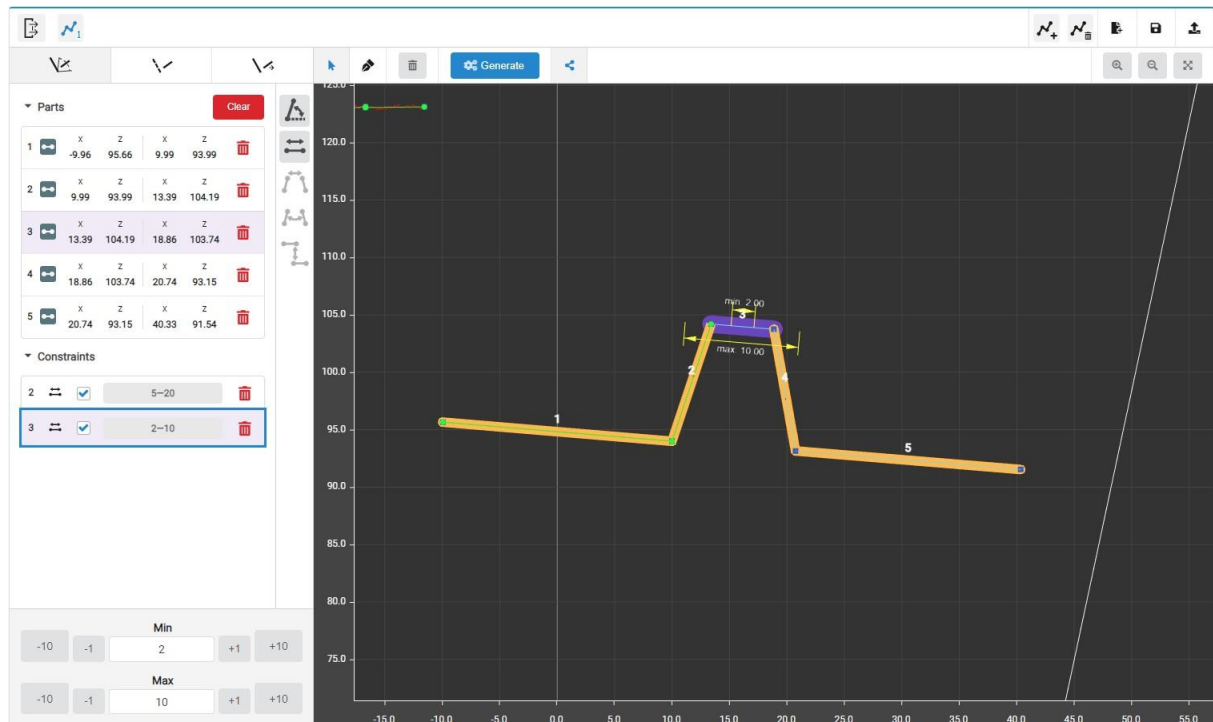 1
Generate
Parts
Clear
x z x z
1 -9.96 95.66 9.99 93.99
x z x z
2 9.99 93.99 13.39 104.19
x z x z
3 13.39 104.19 18.86 103.74
x z x z
4 18.86 103.74 20.74 93.15
x z x z
5 20.74 93.15 40.33 91.54
Constraints
2 5–20
3 2–10
Min
-10 -1 2 +1 +10
Max
-10 -1 10 +1 +10
125.0
120.0
115.0
110.0
105.0
100.0
95.0
90.0
85.0
80.0
75.0
min. 2.00
3
max. 10.00
2
4
1
5
-15.0 -10.0 -5.0 0.0 5.0 10.0 15.0 20.0 25.0 30.0 35.0 40.0 45.0 50.0 55.0